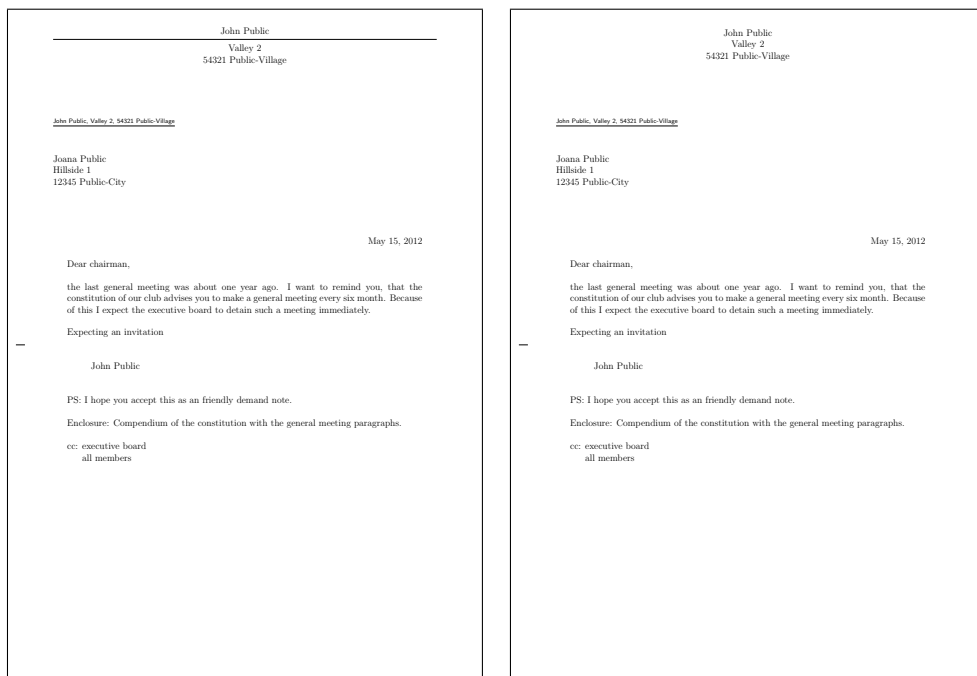 John Public
Valley 2
54321 Public-Village
John Public, Valley 2, 54321 Public-Village
Joana Public
Hillside 1
12345 Public-City
May 15, 2012
Dear chairman,
the last general meeting was about one year ago. I want to remind you, that the
constitution of our club advises you to make a general meeting every six month. Because
of this I expect the executive board to detain such a meeting immediately.
Expecting an invitation
John Public
PS: I hope you accept this as an friendly demand note.
Enclosure: Compendium of the constitution with the general meeting paragraphs.
cc: executive board
all members
John Public
Valley 2
54321 Public-Village
John Public, Valley 2, 54321 Public-Village
Joana Public
Hillside 1
12345 Public-City
May 15, 2012
Dear chairman,
the last general meeting was about one year ago. I want to remind you, that the
constitution of our club advises you to make a general meeting every six month. Because
of this I expect the executive board to detain such a meeting immediately.
Expecting an invitation
John Public
PS: I hope you accept this as an friendly demand note.
Enclosure: Compendium of the constitution with the general meeting paragraphs.
cc: executive board
all members